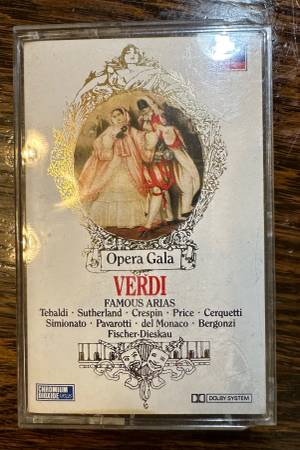 Opera Gala
VERDI
FAMOUS ARIAS
Tebaldi · Sutherland · Crespin · Price · Cerquetti
Simionato · Pavarotti · del Monaco · Bergonzi
Fischer-Dieskau
CHROMIUM
DIOXIDE
DOLBY SYSTEM